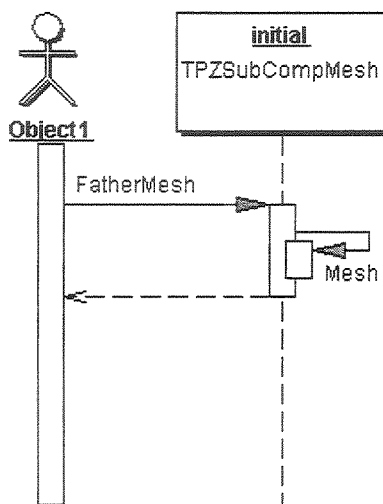 initial
TPZSubCompMesh
Object1
FatherMesh
Mesh